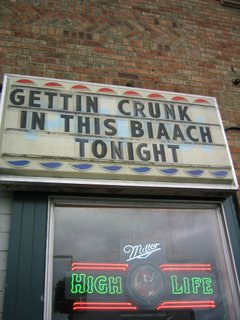 GETTIN CRUNK
IN THIS BIAACH
TONIGHT
Miller
HIGH LIFE